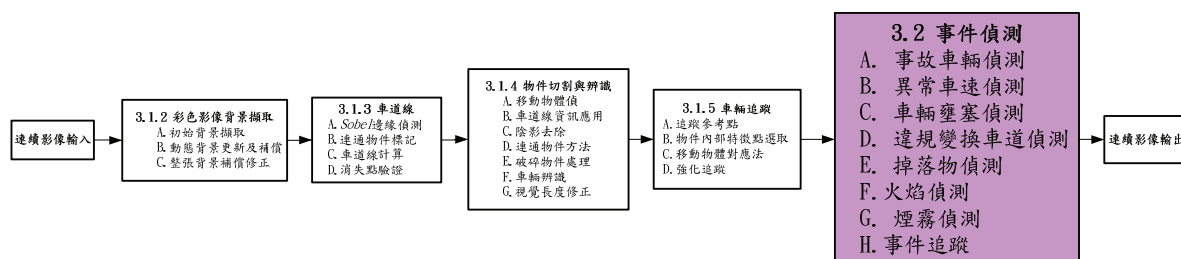 連續影像輸入
3.1.2 彩色影像背景擷取
A.初始背景擷取
B.動態背景更新及補償
C.整張背景補償修正
3.1.3 車道線
A.Sobel邊緣偵測
B.連通物件標記
C.車道線計算
D.消失點驗證
3.1.4 物件切割與辨識
A.移動物體偵
B.車道線資訊應用
C.陰影去除
D.連通物件方法
E.破碎物件處理
F.車輛辨識
G.視覺長度修正
3.1.5 車輛追蹤
A.追蹤參考點
B.物件內部特徵點選取
C.移動物體對應法
D.強化追蹤
3.2 事件偵測
A. 事故車輛偵測
B. 異常車速偵測
C. 車輛壅塞偵測
D. 違規變換車道偵測
E. 掉落物偵測
F.火焰偵測
G. 煙霧偵測
H.事件追蹤
連續影像輸出